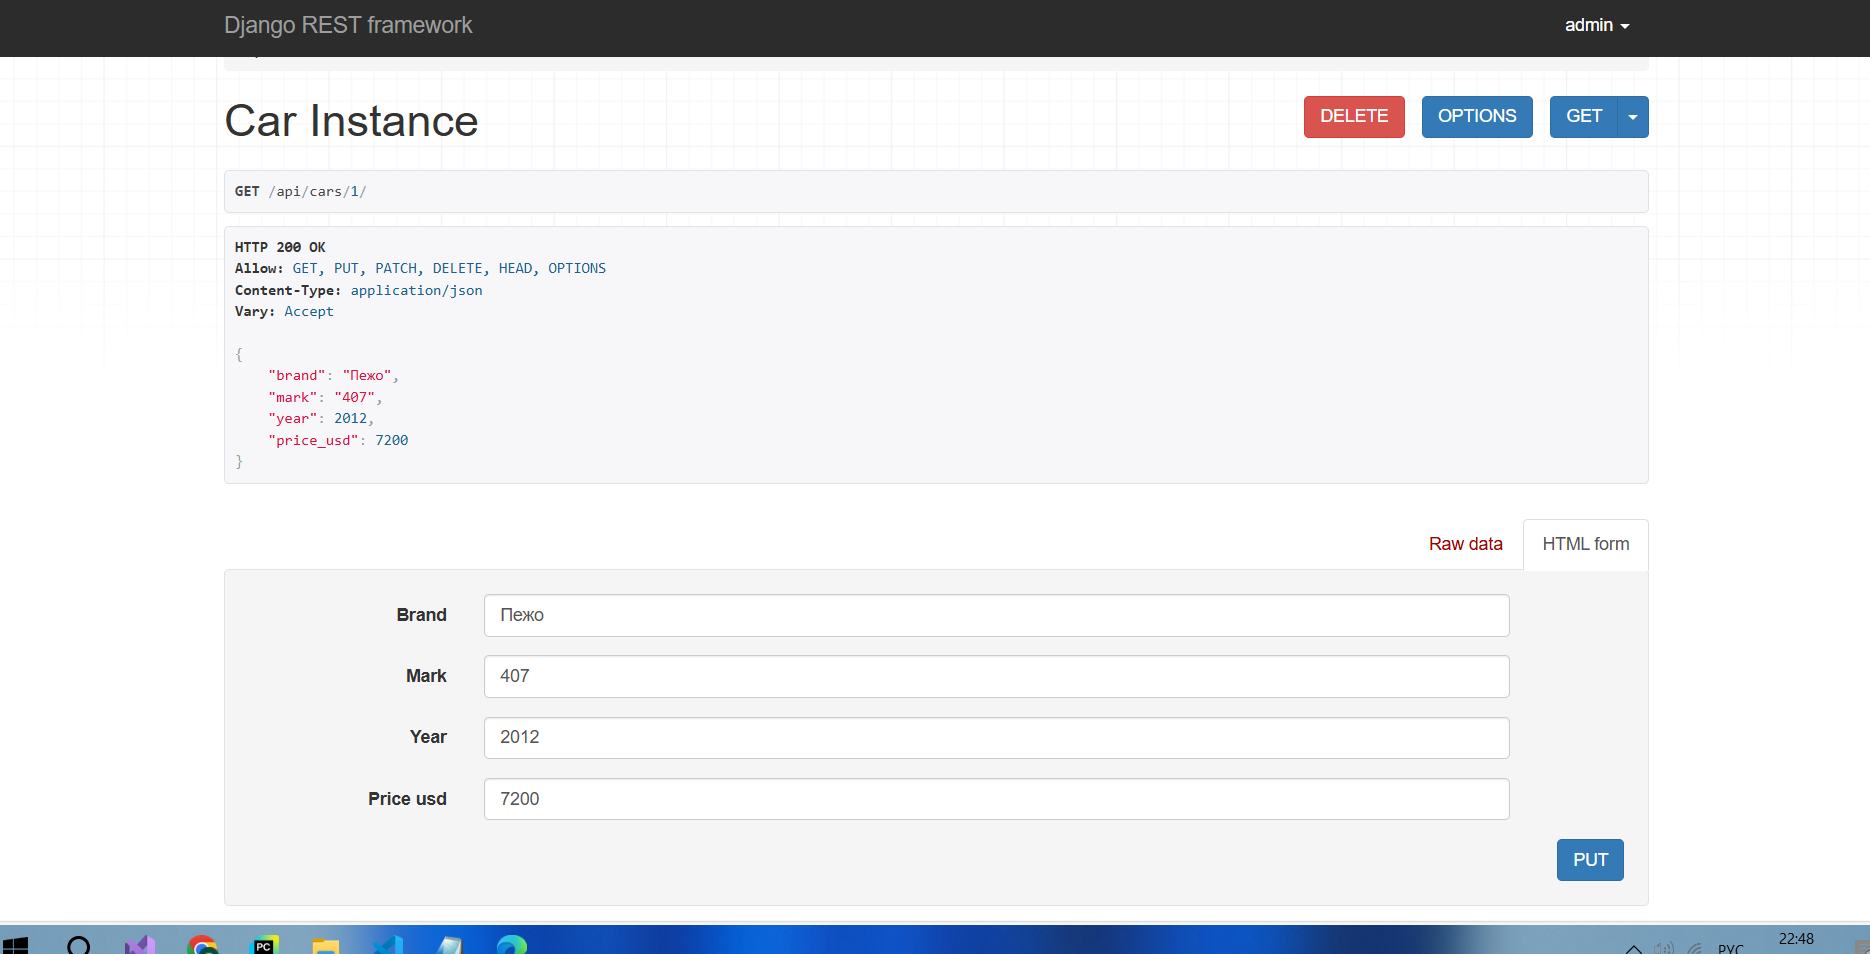 Django REST framework
admin
Car Instance
DELETE
OPTIONS
GET
GET /api/cars/1/
HTTP 200 OK
Allow: GET, PUT, PATCH, DELETE, HEAD, OPTIONS
Content-Type: application/json
Vary: Accept
{
"brand": "Пежо",
"mark": "407",
"year": 2012,
"price_usd": 7200
}
Raw data
HTML form
Brand
Пежо
Mark
407
Year
2012
Price usd
7200
PUT
PC
РУС
22:48